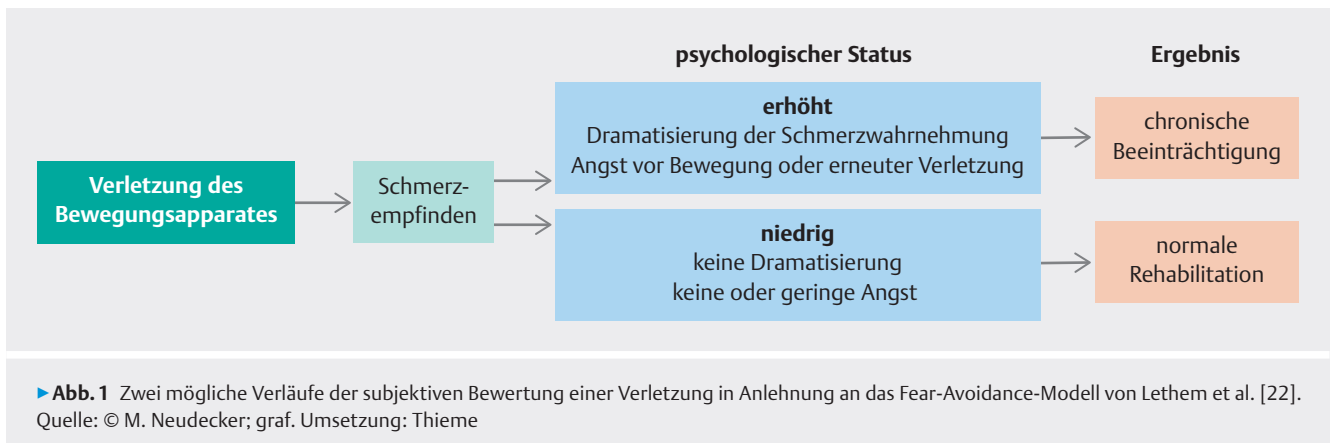 psychologischer Status
Ergebnis
Verletzung des
Bewegungsapparates
Schmerz-
empfinden
erhöht
Dramatisierung der Schmerzwahrnehmung
Angst vor Bewegung oder erneuter Verletzung
chronische
Beeinträchtigung
niedrig
keine Dramatisierung
keine oder geringe Angst
normale
Rehabilitation
►Abb. 1 Zwei mögliche Verläufe der subjektiven Bewertung einer Verletzung in Anlehnung an das Fear-Avoidance-Modell von Lethem et al. [22].
Quelle: © M. Neudecker; graf. Umsetzung: Thieme